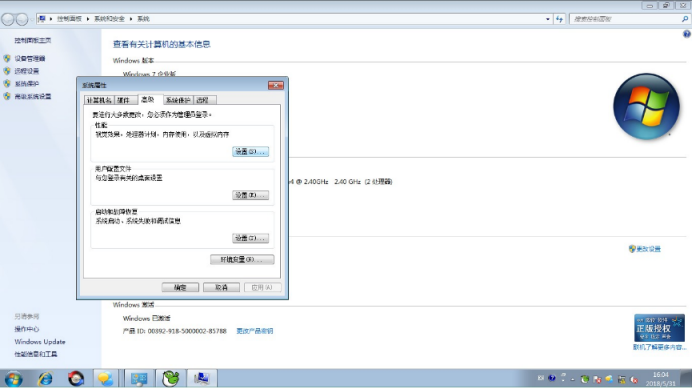 控制面板 ▸ 系统和安全 ▸ 系统
搜索控制面板
控制面板主页
设备管理器
远程设置
系统保护
高级系统设置
查看有关计算机的基本信息
Windows 版本
Windows 7 企业版
系统属性
计算机名 硬件 高级 系统保护 远程
要进行大多数更改，您必须作为管理员登录。
性能
视觉效果，处理器计划，内存使用，以及虚拟内存
设置(S)...
用户配置文件
与您登录有关的桌面设置
设置(E)...
启动和故障恢复
系统启动、系统失败和调试信息
设置(T)...
环境变量(N)...
确定 取消 应用(A)
v4 @ 2.40GHz 2.40 GHz (2 处理器)
更改设置
Windows 激活
Windows 已激活
产品 ID: 00392-918-5000002-85788 更改产品密钥
正版授权
联机了解更多内容...
另请参阅
操作中心
Windows Update
性能信息和工具
16:04
2018/5/31